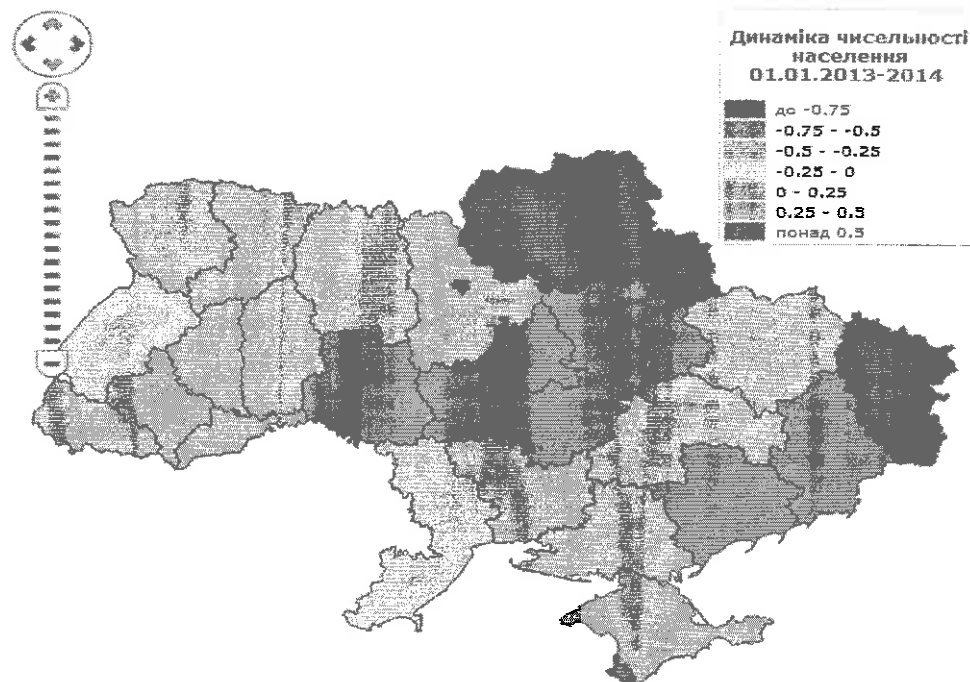 Динаміка чисельності
населення
01.01.2013-2014
до -0.75
-0.75 - -0.5
-0.5 - -0.25
-0.25 - 0
0 - 0.25
0.25 - 0.5
понад 0.5